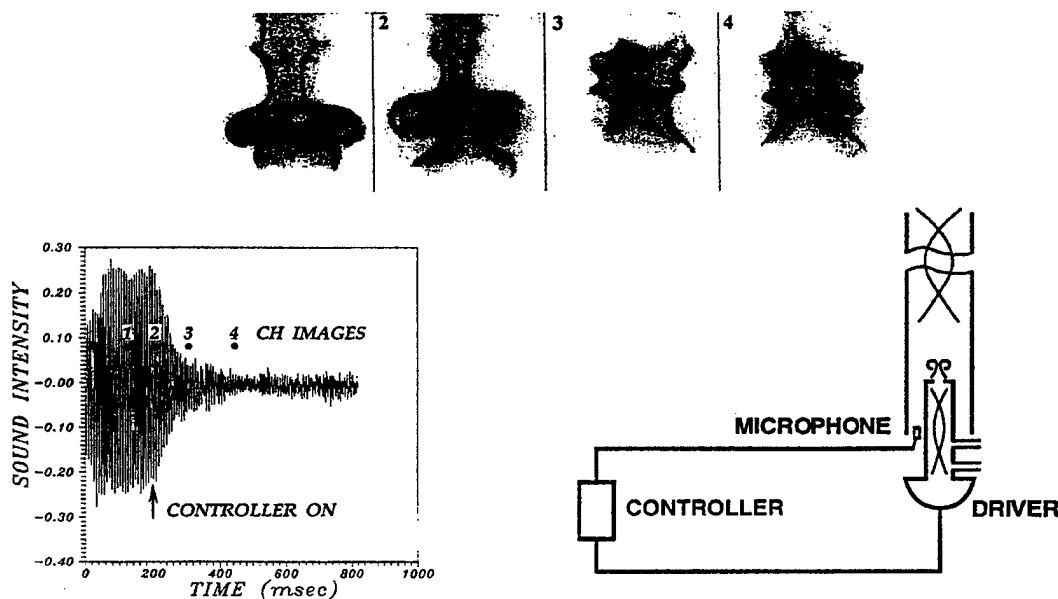 2
3
4
0.30
0.20
0.10
-0.00
-0.10
-0.20
-0.30
-0.40
SOUND INTENSITY
1 2 3 4 CH IMAGES
CONTROLLER ON
0 200 400 600 800 1000
TIME (msec)
MICROPHONE
CONTROLLER
DRIVER